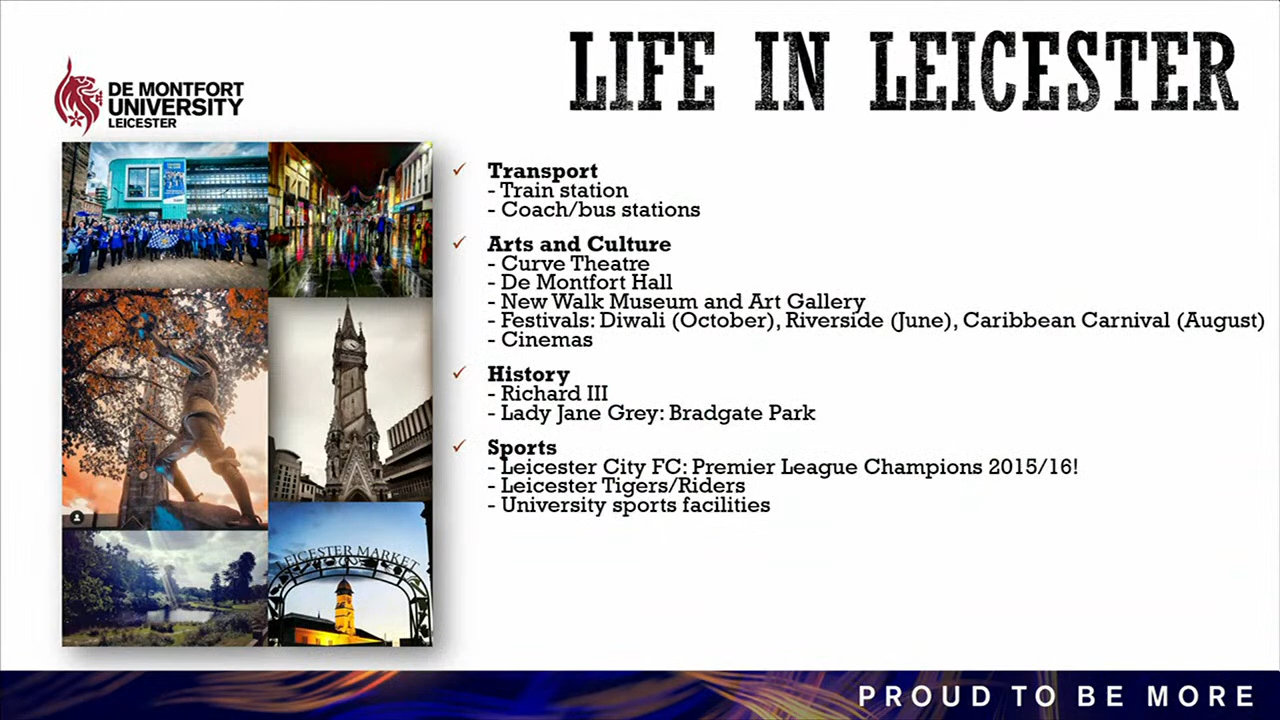 LIFE IN LEICESTER
DE MONTFORT
UNIVERSITY
LEICESTER
✓ Transport
- Train station
- Coach/bus stations
✓ Arts and Culture
- Curve Theatre
- De Montfort Hall
- New Walk Museum and Art Gallery
- Festivals: Diwali (October), Riverside (June), Caribbean Carnival (August)
- Cinemas
✓ History
- Richard III
- Lady Jane Grey: Bradgate Park
✓ Sports
- Leicester City FC: Premier League Champions 2015/16!
- Leicester Tigers/Riders
- University sports facilities
LEICESTER MARKET
PROUD TO BE MORE